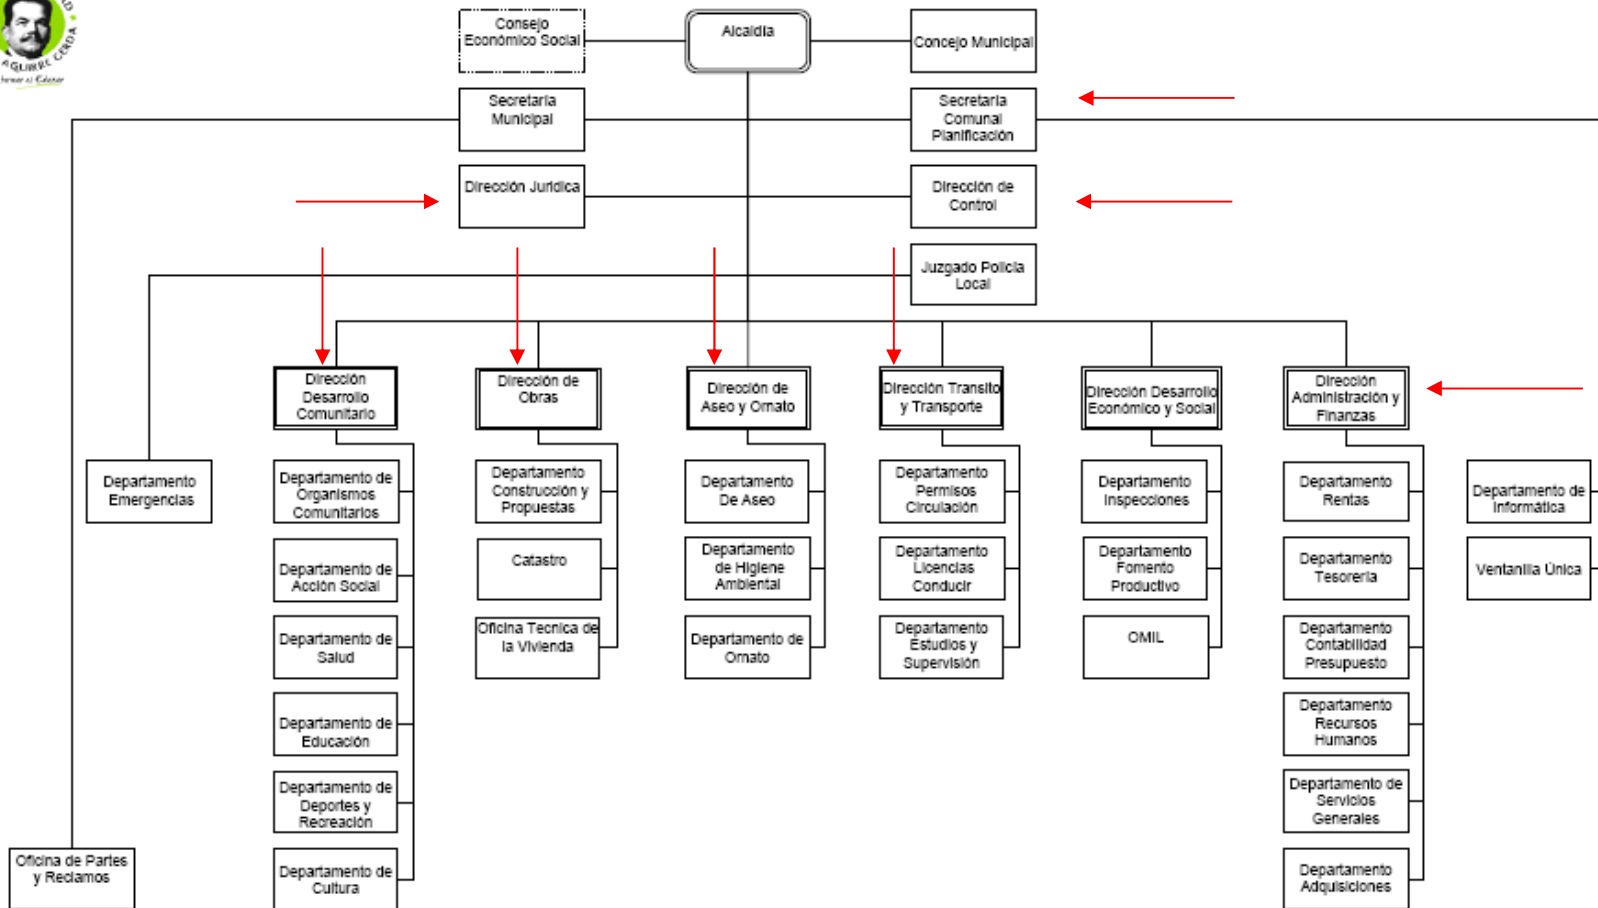 AGUIRRE CERDA
Consejo
Económico Social
Alcaldía
Concejo Municipal
Secretaria
Municipal
Secretaria
Comunal
Planificación
Dirección Jurídica
Dirección de
Control
Juzgado Policía
Local
Dirección
Desarrollo
Comunitario
Dirección de
Obras
Dirección de
Aseo y Ornato
Dirección Transito
y Transporte
Dirección Desarrollo
Económico y Social
Dirección
Administración y
Finanzas
Departamento
Emergencias
Departamento de
Organismos
Comunitarios
Departamento
Construcción y
Propuestas
Departamento
De Aseo
Departamento
Permisos
Circulación
Departamento
Inspecciones
Departamento
Rentas
Departamento de
Informática
Departamento de
Acción Social
Catastro
Departamento
de Higiene
Ambiental
Departamento
Licencias
Conducir
Departamento
Fomento
Productivo
Departamento
Tesorería
Ventanilla Única
Departamento de
Salud
Oficina Tecnica de
la Vivienda
Departamento de
Ornato
Departamento
Estudios y
Supervisión
OMIL
Departamento
Contabilidad
Presupuesto
Departamento de
Educación
Departamento
Recursos
Humanos
Departamento de
Deportes y
Recreación
Departamento de
Servicios
Generales
Oficina de Partes
y Reclamos
Departamento de
Cultura
Departamento
Adquisiciones